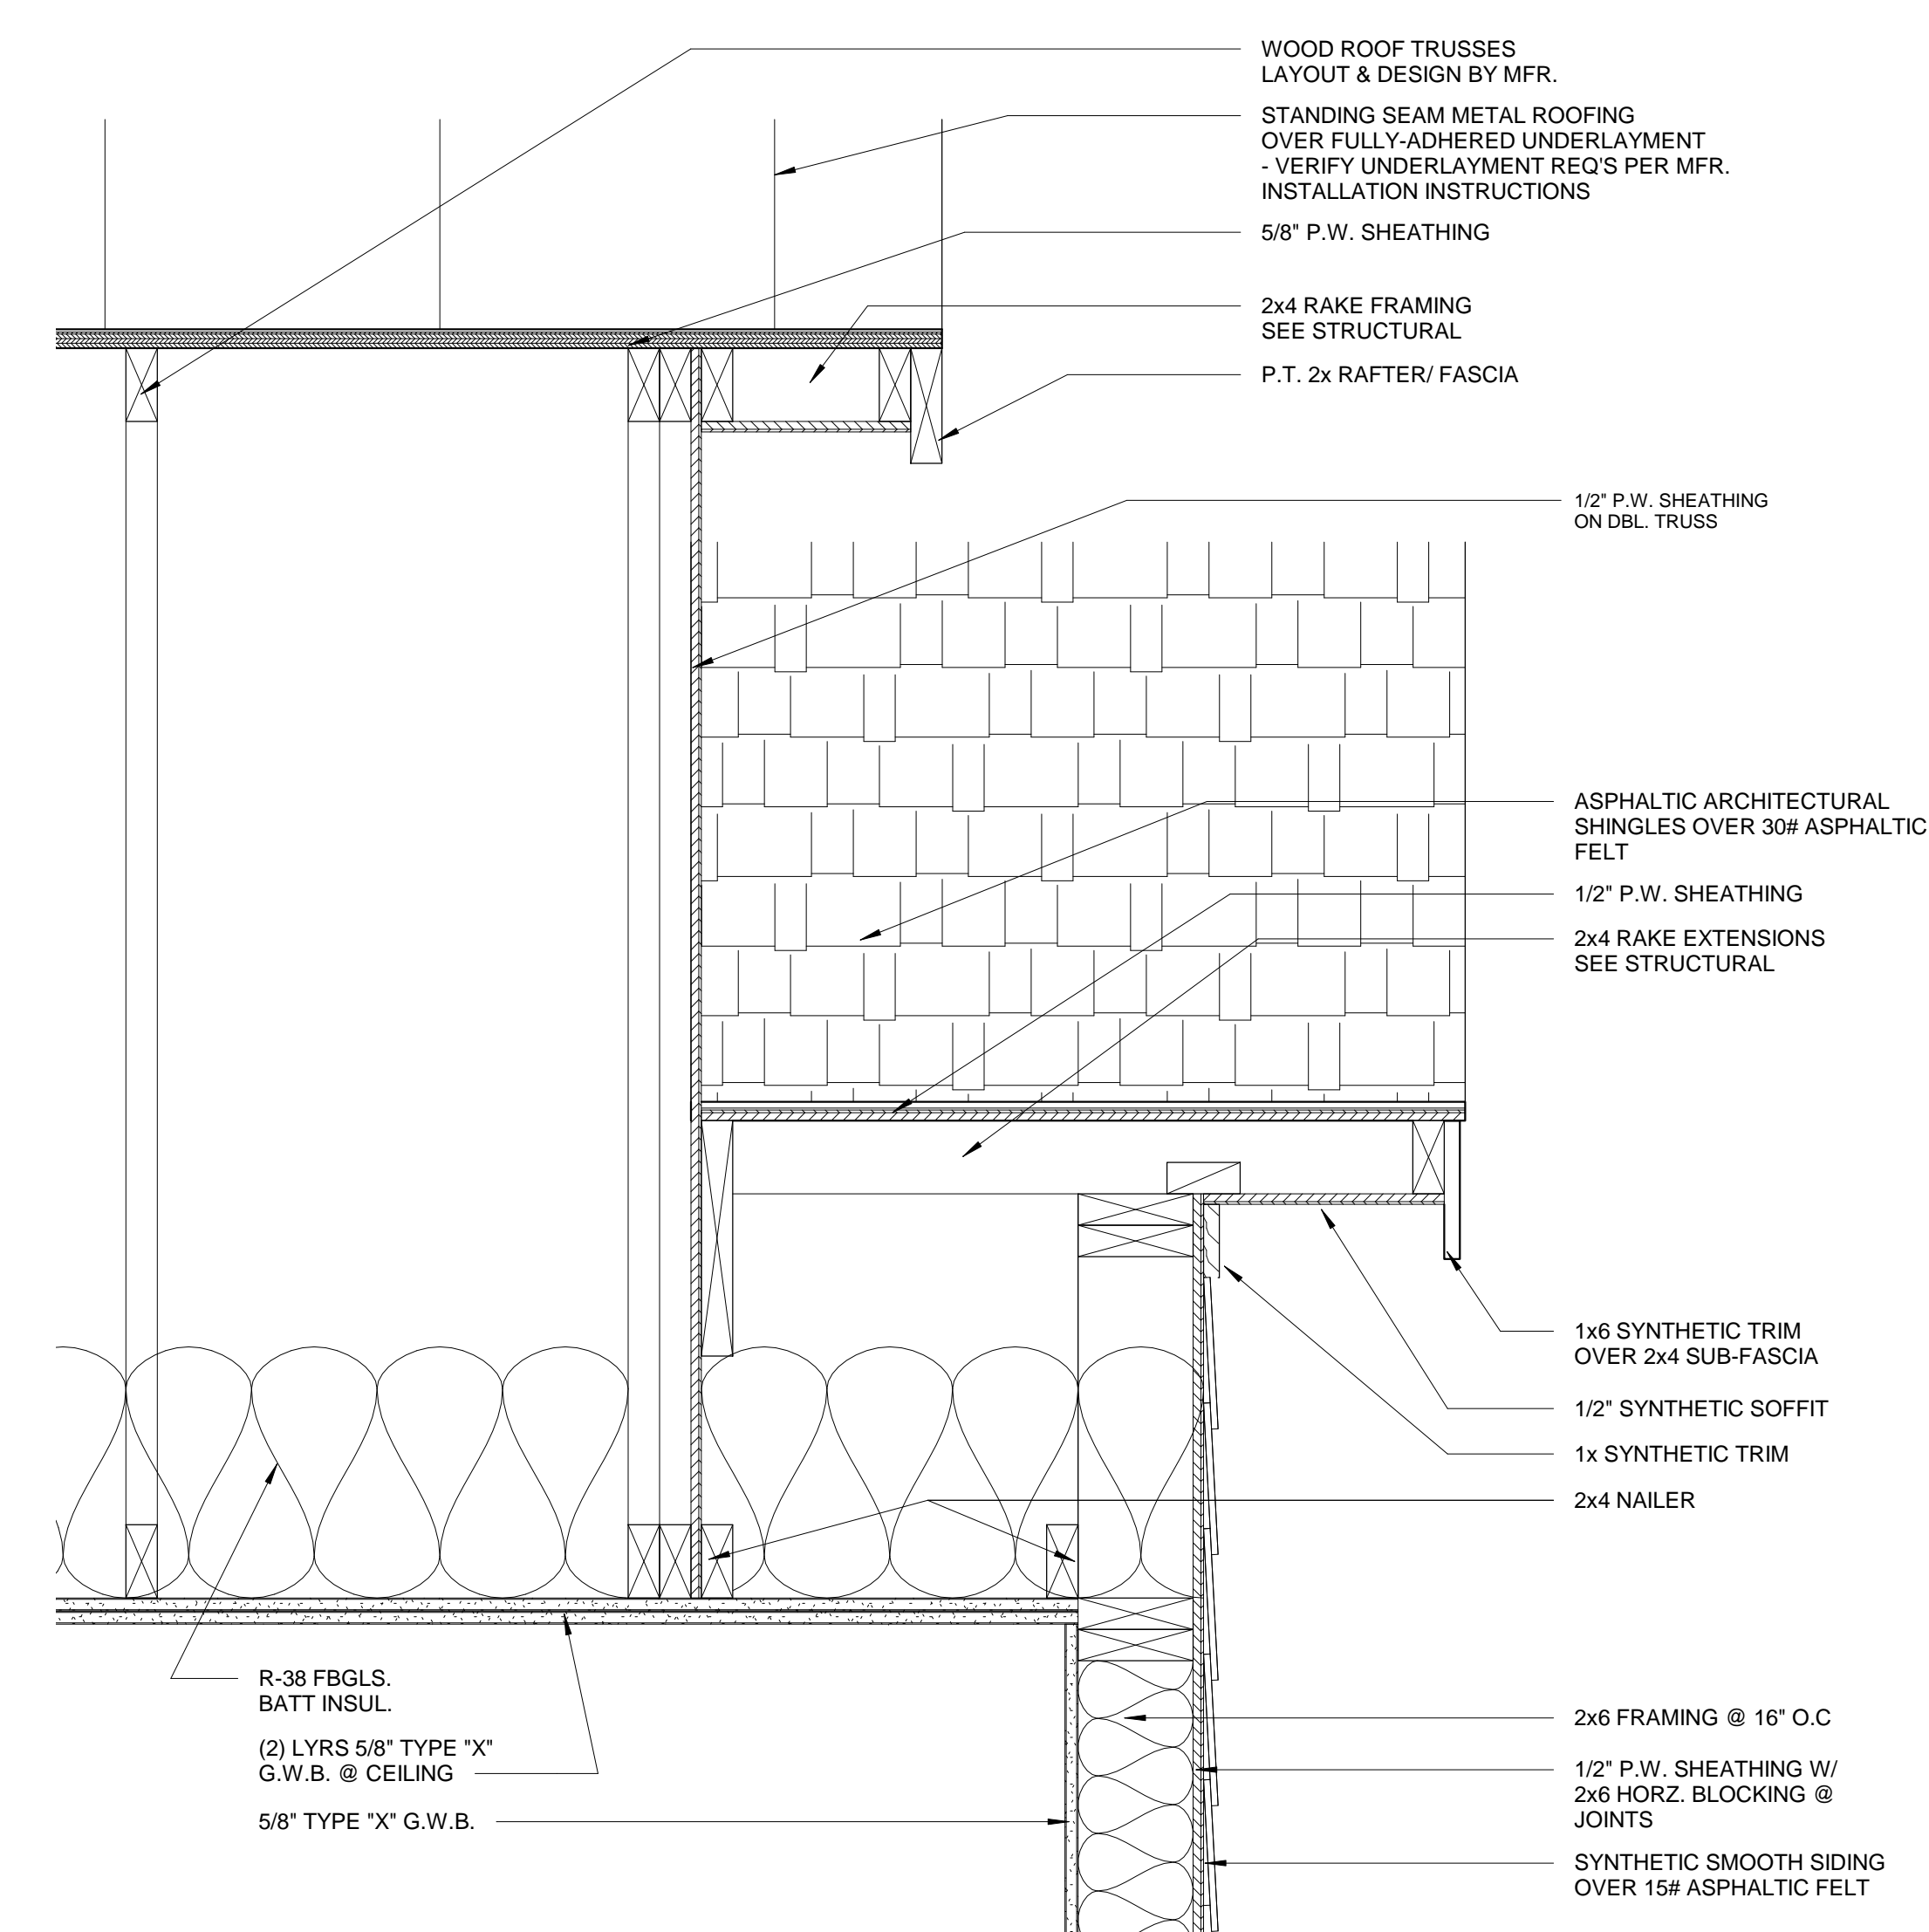 WOOD ROOF TRUSSES
LAYOUT & DESIGN BY MFR.
STANDING SEAM METAL ROOFING
OVER FULLY-ADHERED UNDERLAYMENT
- VERIFY UNDERLAYMENT REQ'S PER MFR.
INSTALLATION INSTRUCTIONS
5/8" P.W. SHEATHING
2x4 RAKE FRAMING
SEE STRUCTURAL
P.T. 2x RAFTER/ FASCIA
1/2" P.W. SHEATHING
ON DBL. TRUSS
ASPHALTIC ARCHITECTURAL
SHINGLES OVER 30# ASPHALTIC
FELT
1/2" P.W. SHEATHING
2x4 RAKE EXTENSIONS
SEE STRUCTURAL
1x6 SYNTHETIC TRIM
OVER 2x4 SUB-FASCIA
1/2" SYNTHETIC SOFFIT
1x SYNTHETIC TRIM
2x4 NAILER
R-38 FBGLS.
BATT INSUL.
(2) LYRS 5/8" TYPE "X"
G.W.B. @ CEILING
5/8" TYPE "X" G.W.B.
2x6 FRAMING @ 16" O.C
1/2" P.W. SHEATHING W/
2x6 HORZ. BLOCKING @
JOINTS
SYNTHETIC SMOOTH SIDING
OVER 15# ASPHALTIC FELT